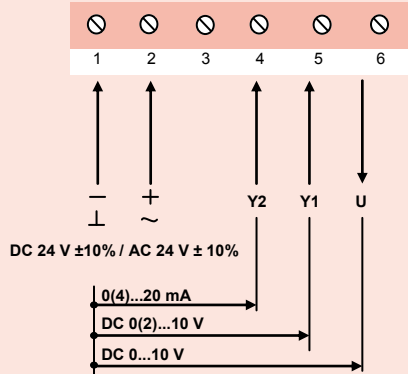 1 2 3 4 5 6
− +
⊥ ~ Y2 Y1 U
DC 24 V ±10% / AC 24 V ± 10%
0(4)...20 mA
DC 0(2)...10 V
DC 0...10 V